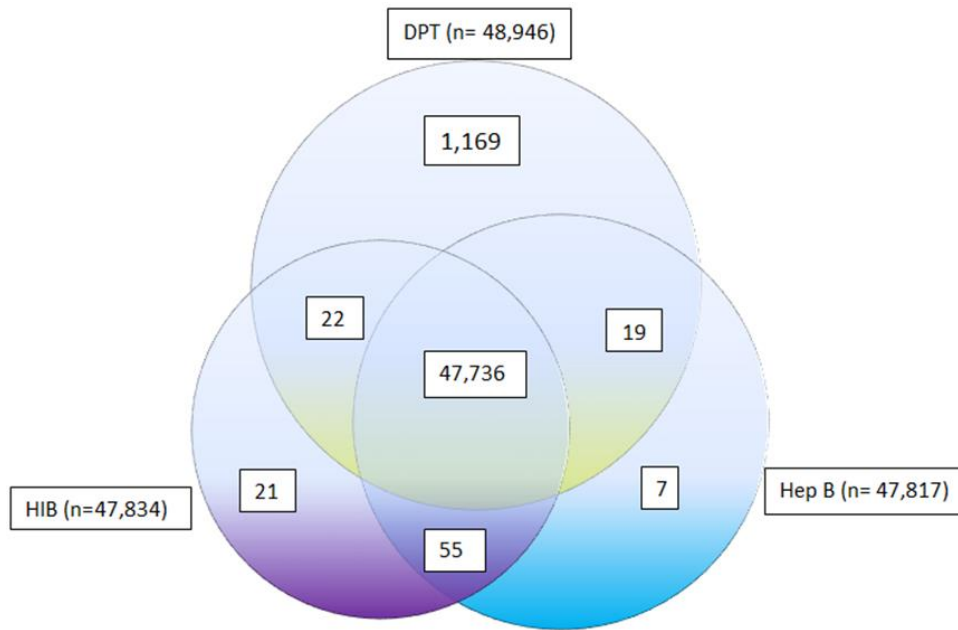 DPT (n= 48,946)
1,169
22
19
47,736
21
7
HIB (n=47,834)
Hep B (n= 47,817)
55